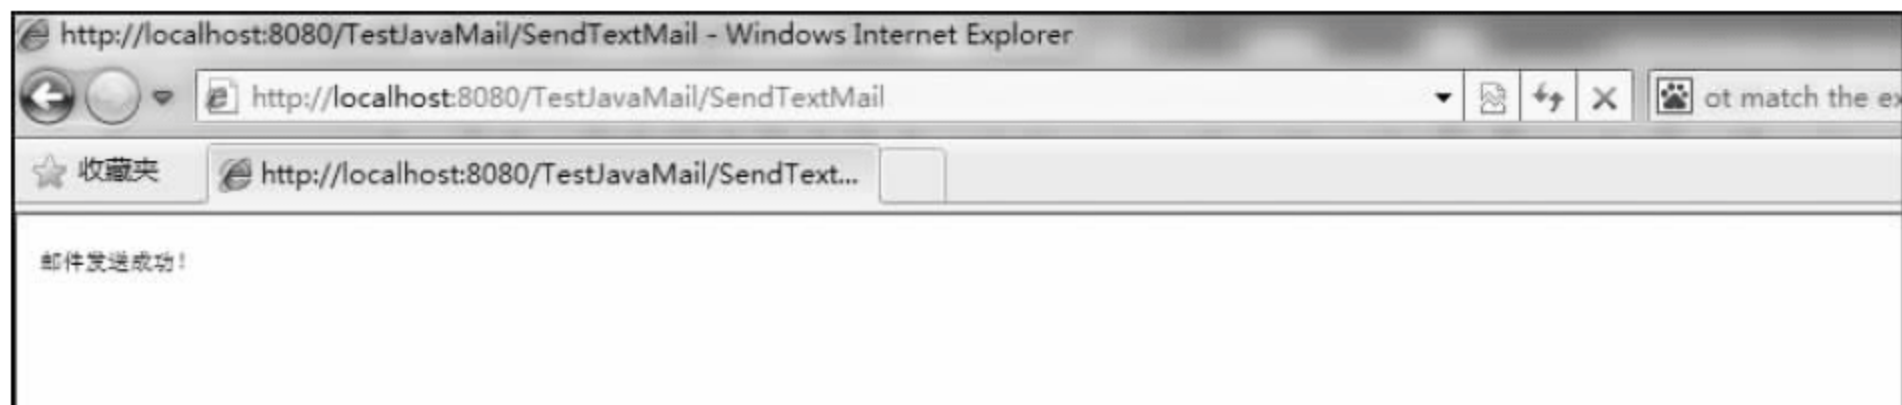 http://localhost:8080/TestJavaMail/SendTextMail - Windows Internet Explorer
http://localhost:8080/TestJavaMail/SendTextMail ot match the ex
收藏夹 http://localhost:8080/TestJavaMail/SendText...
邮件发送成功！